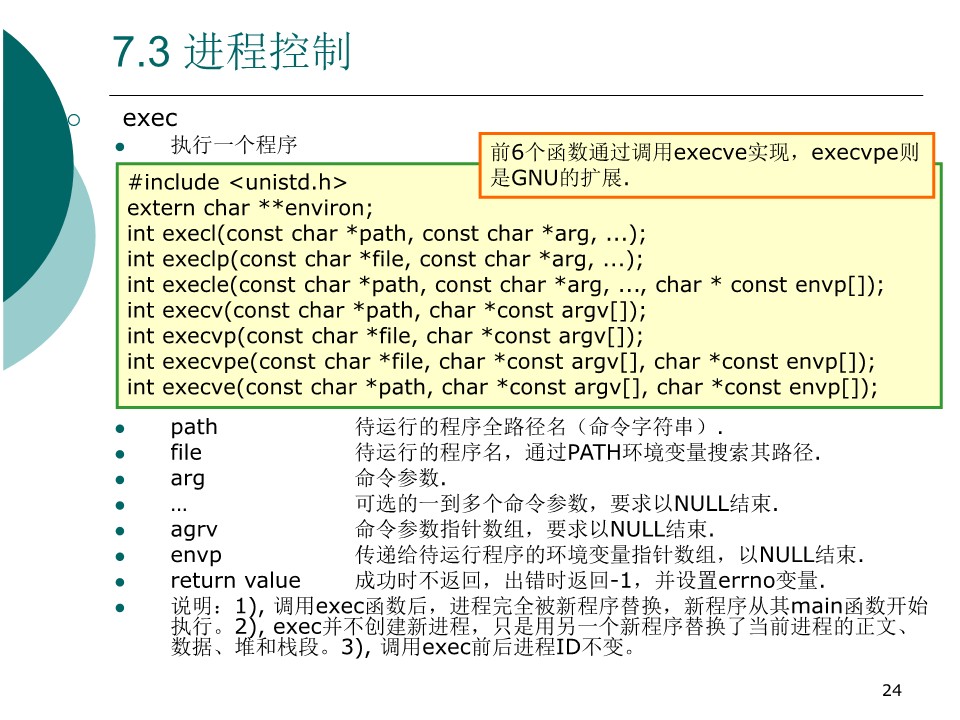 7.3 进程控制
exec
执行一个程序
前6个函数通过调用execve实现，execvpe则
是GNU的扩展.
#include <unistd.h>
extern char **environ;
int execl(const char *path, const char *arg, ...);
int execlp(const char *file, const char *arg, ...);
int execle(const char *path, const char *arg, ..., char * const envp[]);
int execv(const char *path, char *const argv[]);
int execvp(const char *file, char *const argv[]);
int execvpe(const char *file, char *const argv[], char *const envp[]);
int execve(const char *path, char *const argv[], char *const envp[]);
path 待运行的程序全路径名（命令字符串）.
file 待运行的程序名，通过PATH环境变量搜索其路径.
arg 命令参数.
… 可选的一到多个命令参数，要求以NULL结束.
agrv 命令参数指针数组，要求以NULL结束.
envp 传递给待运行程序的环境变量指针数组，以NULL结束.
return value 成功时不返回，出错时返回-1，并设置errno变量.
说明：1), 调用exec函数后，进程完全被新程序替换，新程序从其main函数开始
执行。2), exec并不创建新进程，只是用另一个新程序替换了当前进程的正文、
数据、堆和栈段。3), 调用exec前后进程ID不变。
24